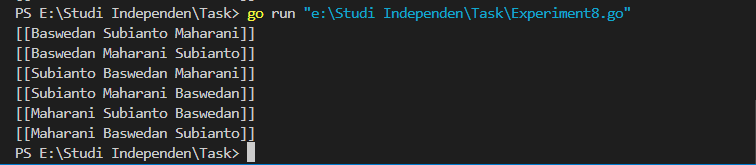 PS E:\Studi Independen\Task> go run "e:\Studi Independen\Task\Experiment8.go"
[[Baswedan Subianto Maharani]]
[[Baswedan Maharani Subianto]]
[[Subianto Baswedan Maharani]]
[[Subianto Maharani Baswedan]]
[[Maharani Subianto Baswedan]]
[[Maharani Baswedan Subianto]]
PS E:\Studi Independen\Task>